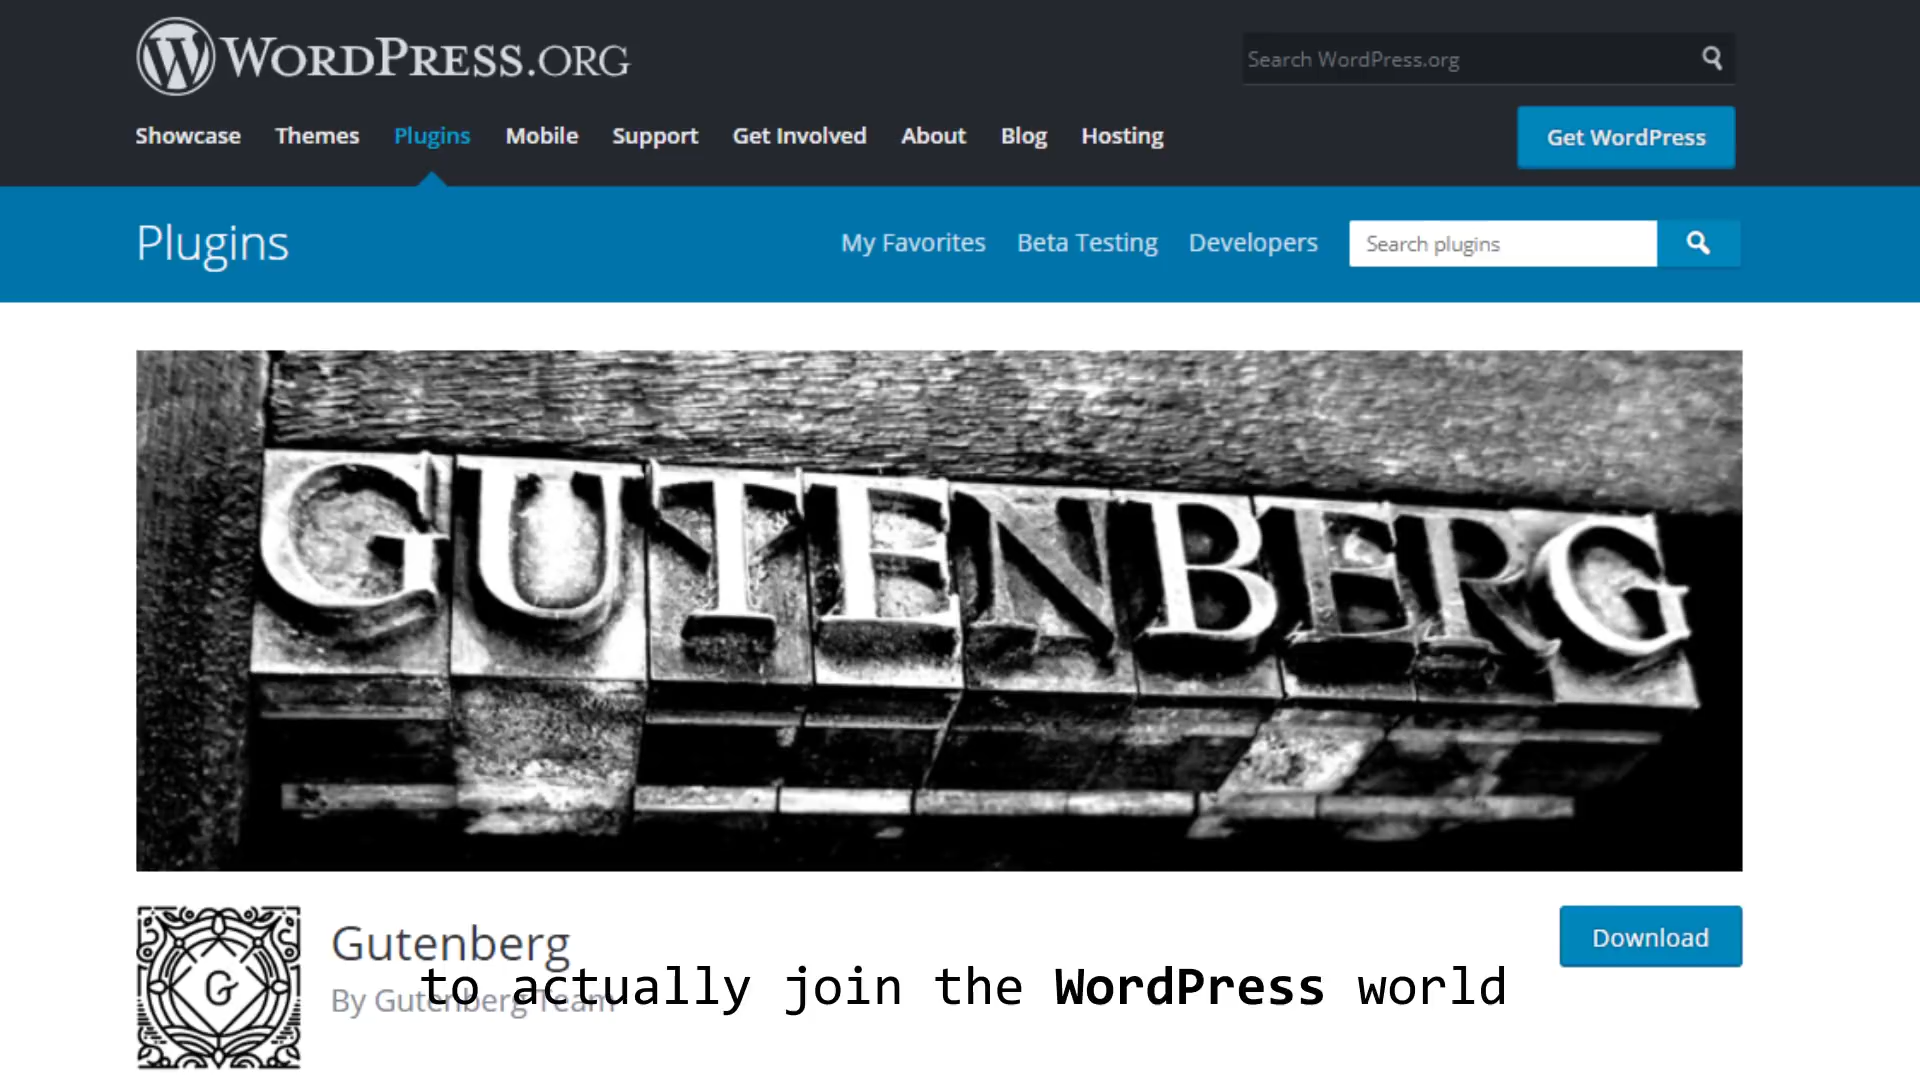 WORDPRESS.ORG
Search WordPress.org
Showcase Themes Plugins Mobile Support Get Involved About Blog Hosting
Get WordPress
Plugins
My Favorites Beta Testing Developers
Search plugins
GUTENBERG
G
Gutenberg
Download
By Gutenberg Team
to actually join the WordPress world